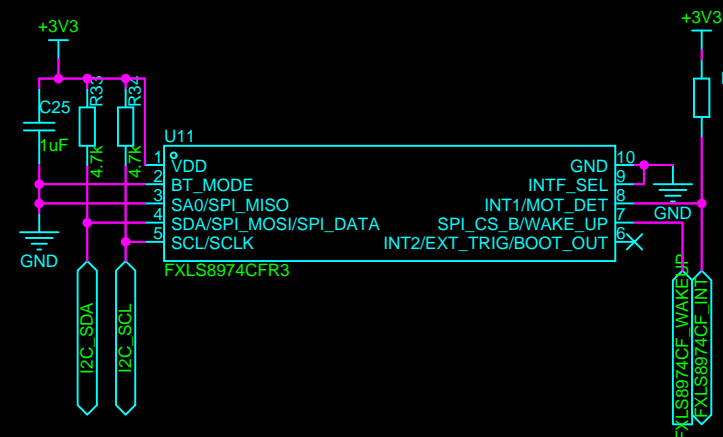 +3V3
+3V3
C25
R33
R34
1uF
4.7k
4.7k
U11
1 VDD
2 BT_MODE
3 SA0/SPI_MISO
4 SDA/SPI_MOSI/SPI_DATA
5 SCL/SCLK
GND 10
INTF_SEL 9
INT1/MOT_DET 8
SPI_CS_B/WAKE_UP 7
INT2/EXT_TRIG/BOOT_OUT 6
FXLS8974CFR3
GND
GND
I2C_SDA
I2C_SCL
FXLS8974CF_WAKE_UP
FXLS8974CF_INT